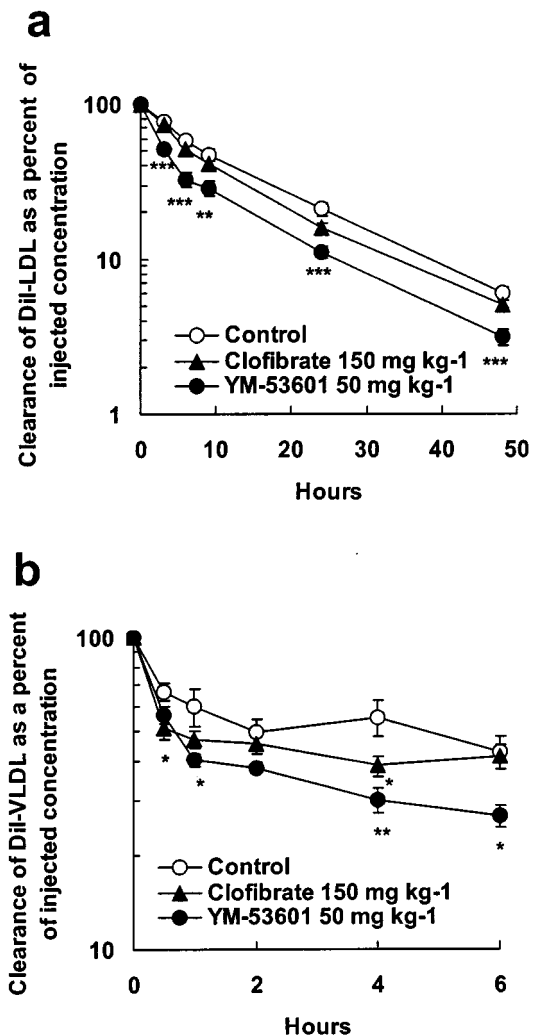 a
Clearance of DiI-LDL as a percent of
injected concentration
100
10
1
***
***
**
***
***
Control
Clofibrate 150 mg kg-1
YM-53601 50 mg kg-1
0 10 20 30 40 50
Hours
b
Clearance of DiI-VLDL as a percent
of injected concentration
100
10
*
*
*
**
*
Control
Clofibrate 150 mg kg-1
YM-53601 50 mg kg-1
0 2 4 6
Hours